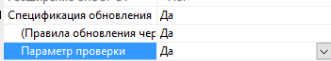 Спецификация обновления Да
(Правила обновления чер Да
Параметр проверки Да